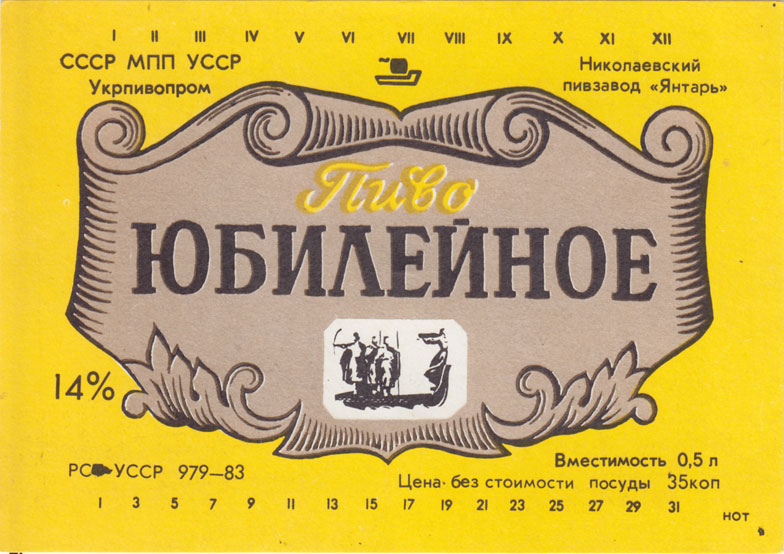 I II III IV V VI VII VIII IX X XI XII
СССР МПП УССР
Укрпивопром
Николаевский
пивзавод «Янтарь»
Пиво
ЮБИЛЕЙНОЕ
14%
УССР 979–83
Вместимость 0,5 л
Цена·без стоимости посуды 35коп
1 3 5 7 9 11 13 15 17 19 21 23 25 27 29 31
НОТ